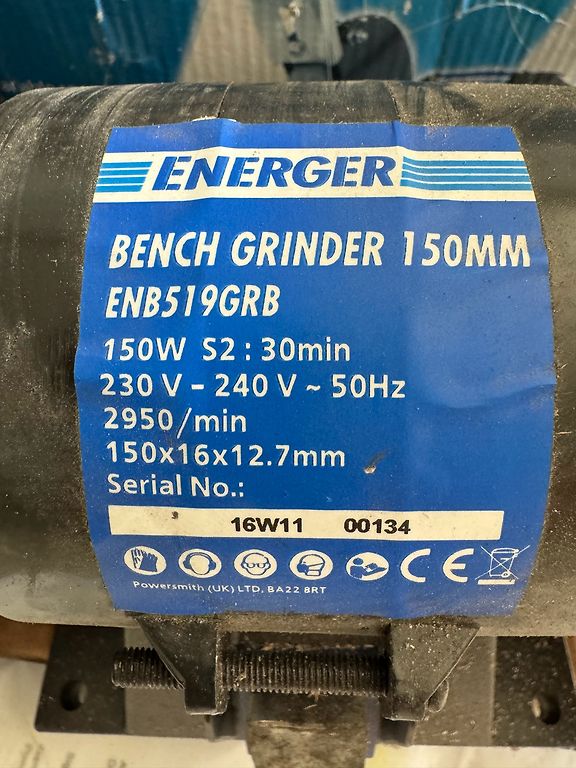 ENERGER
BENCH GRINDER 150MM
ENB519GRB
150W S2 : 30min
230 V - 240 V ~ 50Hz
2950/min
150x16x12.7mm
Serial No.:
16W11 00134
CE
Powersmith (UK) LTD, BA22 8RT